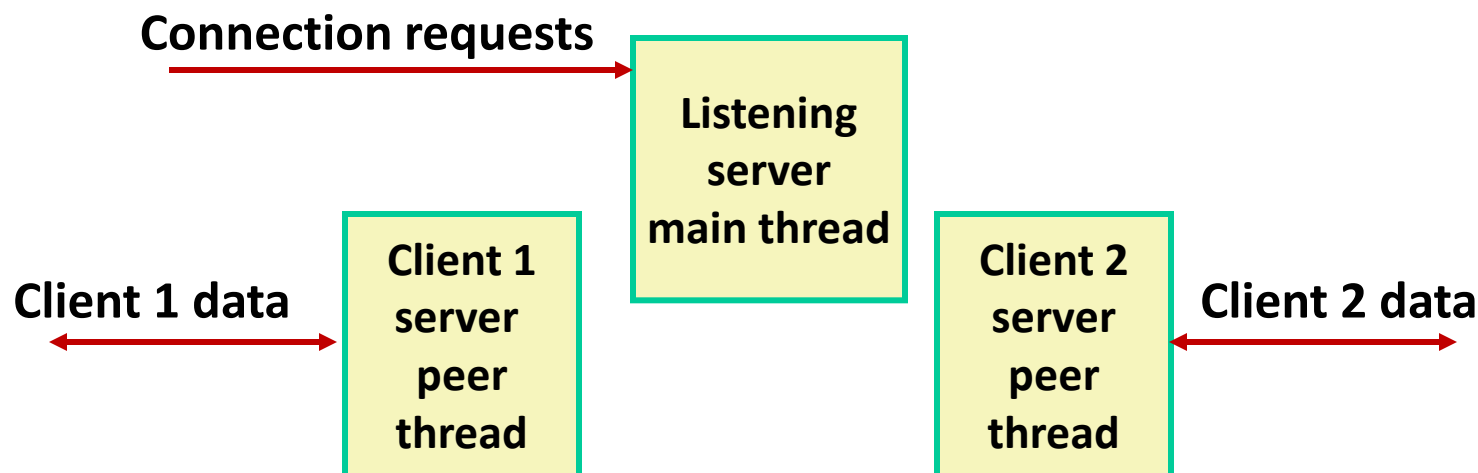 Connection requests
Listening
server
main thread
Client 1 data
Client 1
server
peer
thread
Client 2
server
peer
thread
Client 2 data